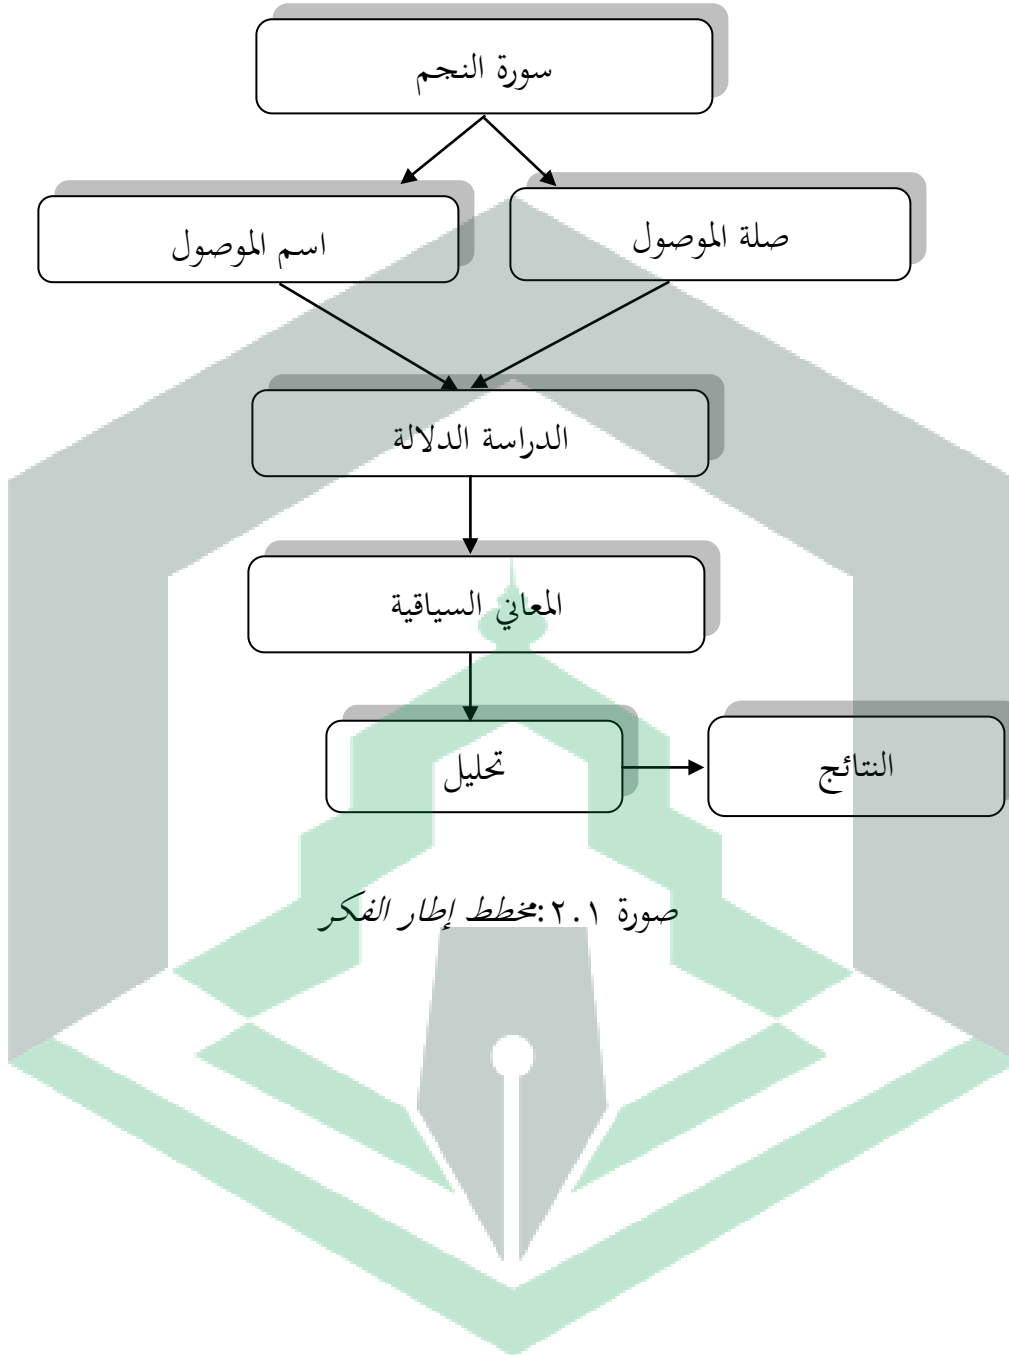 سورة النجم
صلة الموصول
اسم الموصول
الدراسة الدلالة
المعاني السياقية
تحليل
النتائج
صورة ٢.١:مخطط إطار الفكر